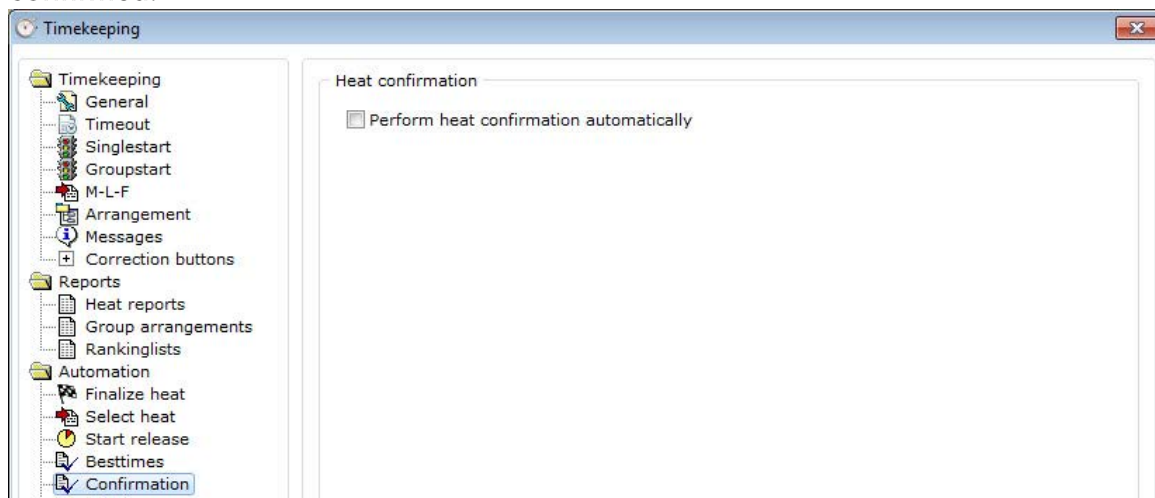 Timekeeping
Timekeeping
General
Timeout
Singlestart
Groupstart
M-L-F
Arrangement
Messages
Correction buttons
Reports
Heat reports
Group arrangements
Rankinglists
Automation
Finalize heat
Select heat
Start release
Besttimes
Confirmation
Heat confirmation
Perform heat confirmation automatically